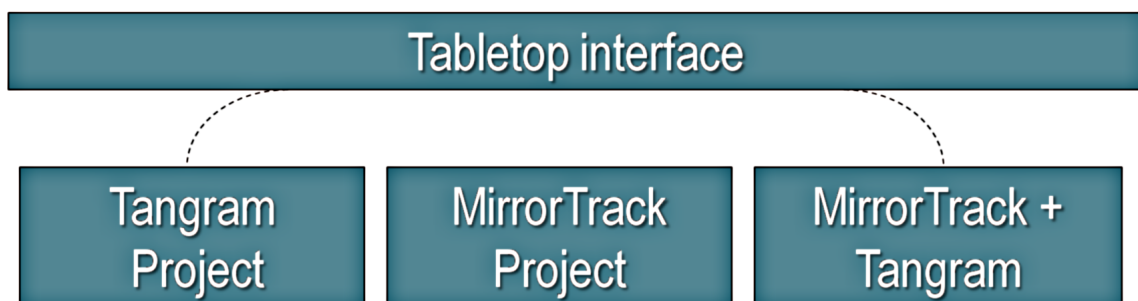 Tabletop interface
Tangram
Project
MirrorTrack
Project
MirrorTrack +
Tangram